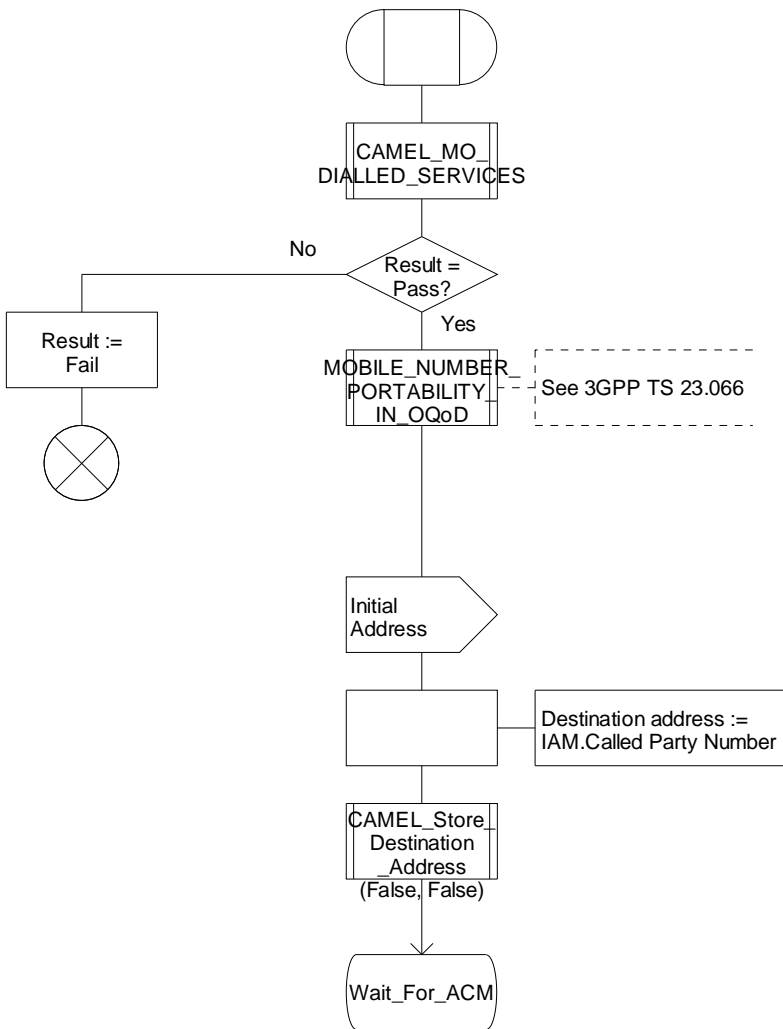 CAMEL_MO_
DIALLED_SERVICES
No
Result =
Pass?
Yes
Result :=
Fail
MOBILE_NUMBER_
PORTABILITY_
IN_OQoD
See 3GPP TS 23.066
Initial
Address
Destination address :=
IAM.Called Party Number
CAMEL_Store_
Destination
_Address
(False, False)
Wait_For_ACM